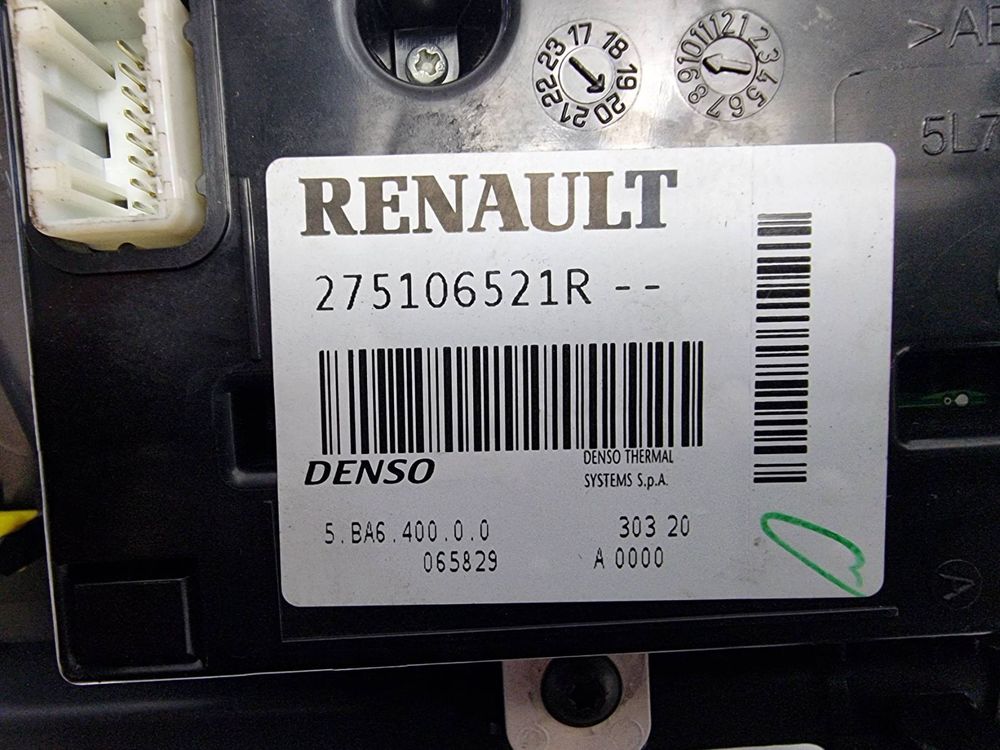 17 18 19 20 21 22 23
1 2 3 4 5 6 7 8 9 10 11 12
5L7
RENAULT
275106521R --
DENSO
DENSO THERMAL
SYSTEMS S.p.A.
5.BA6.400.0.0
303 20
065829
A 0000